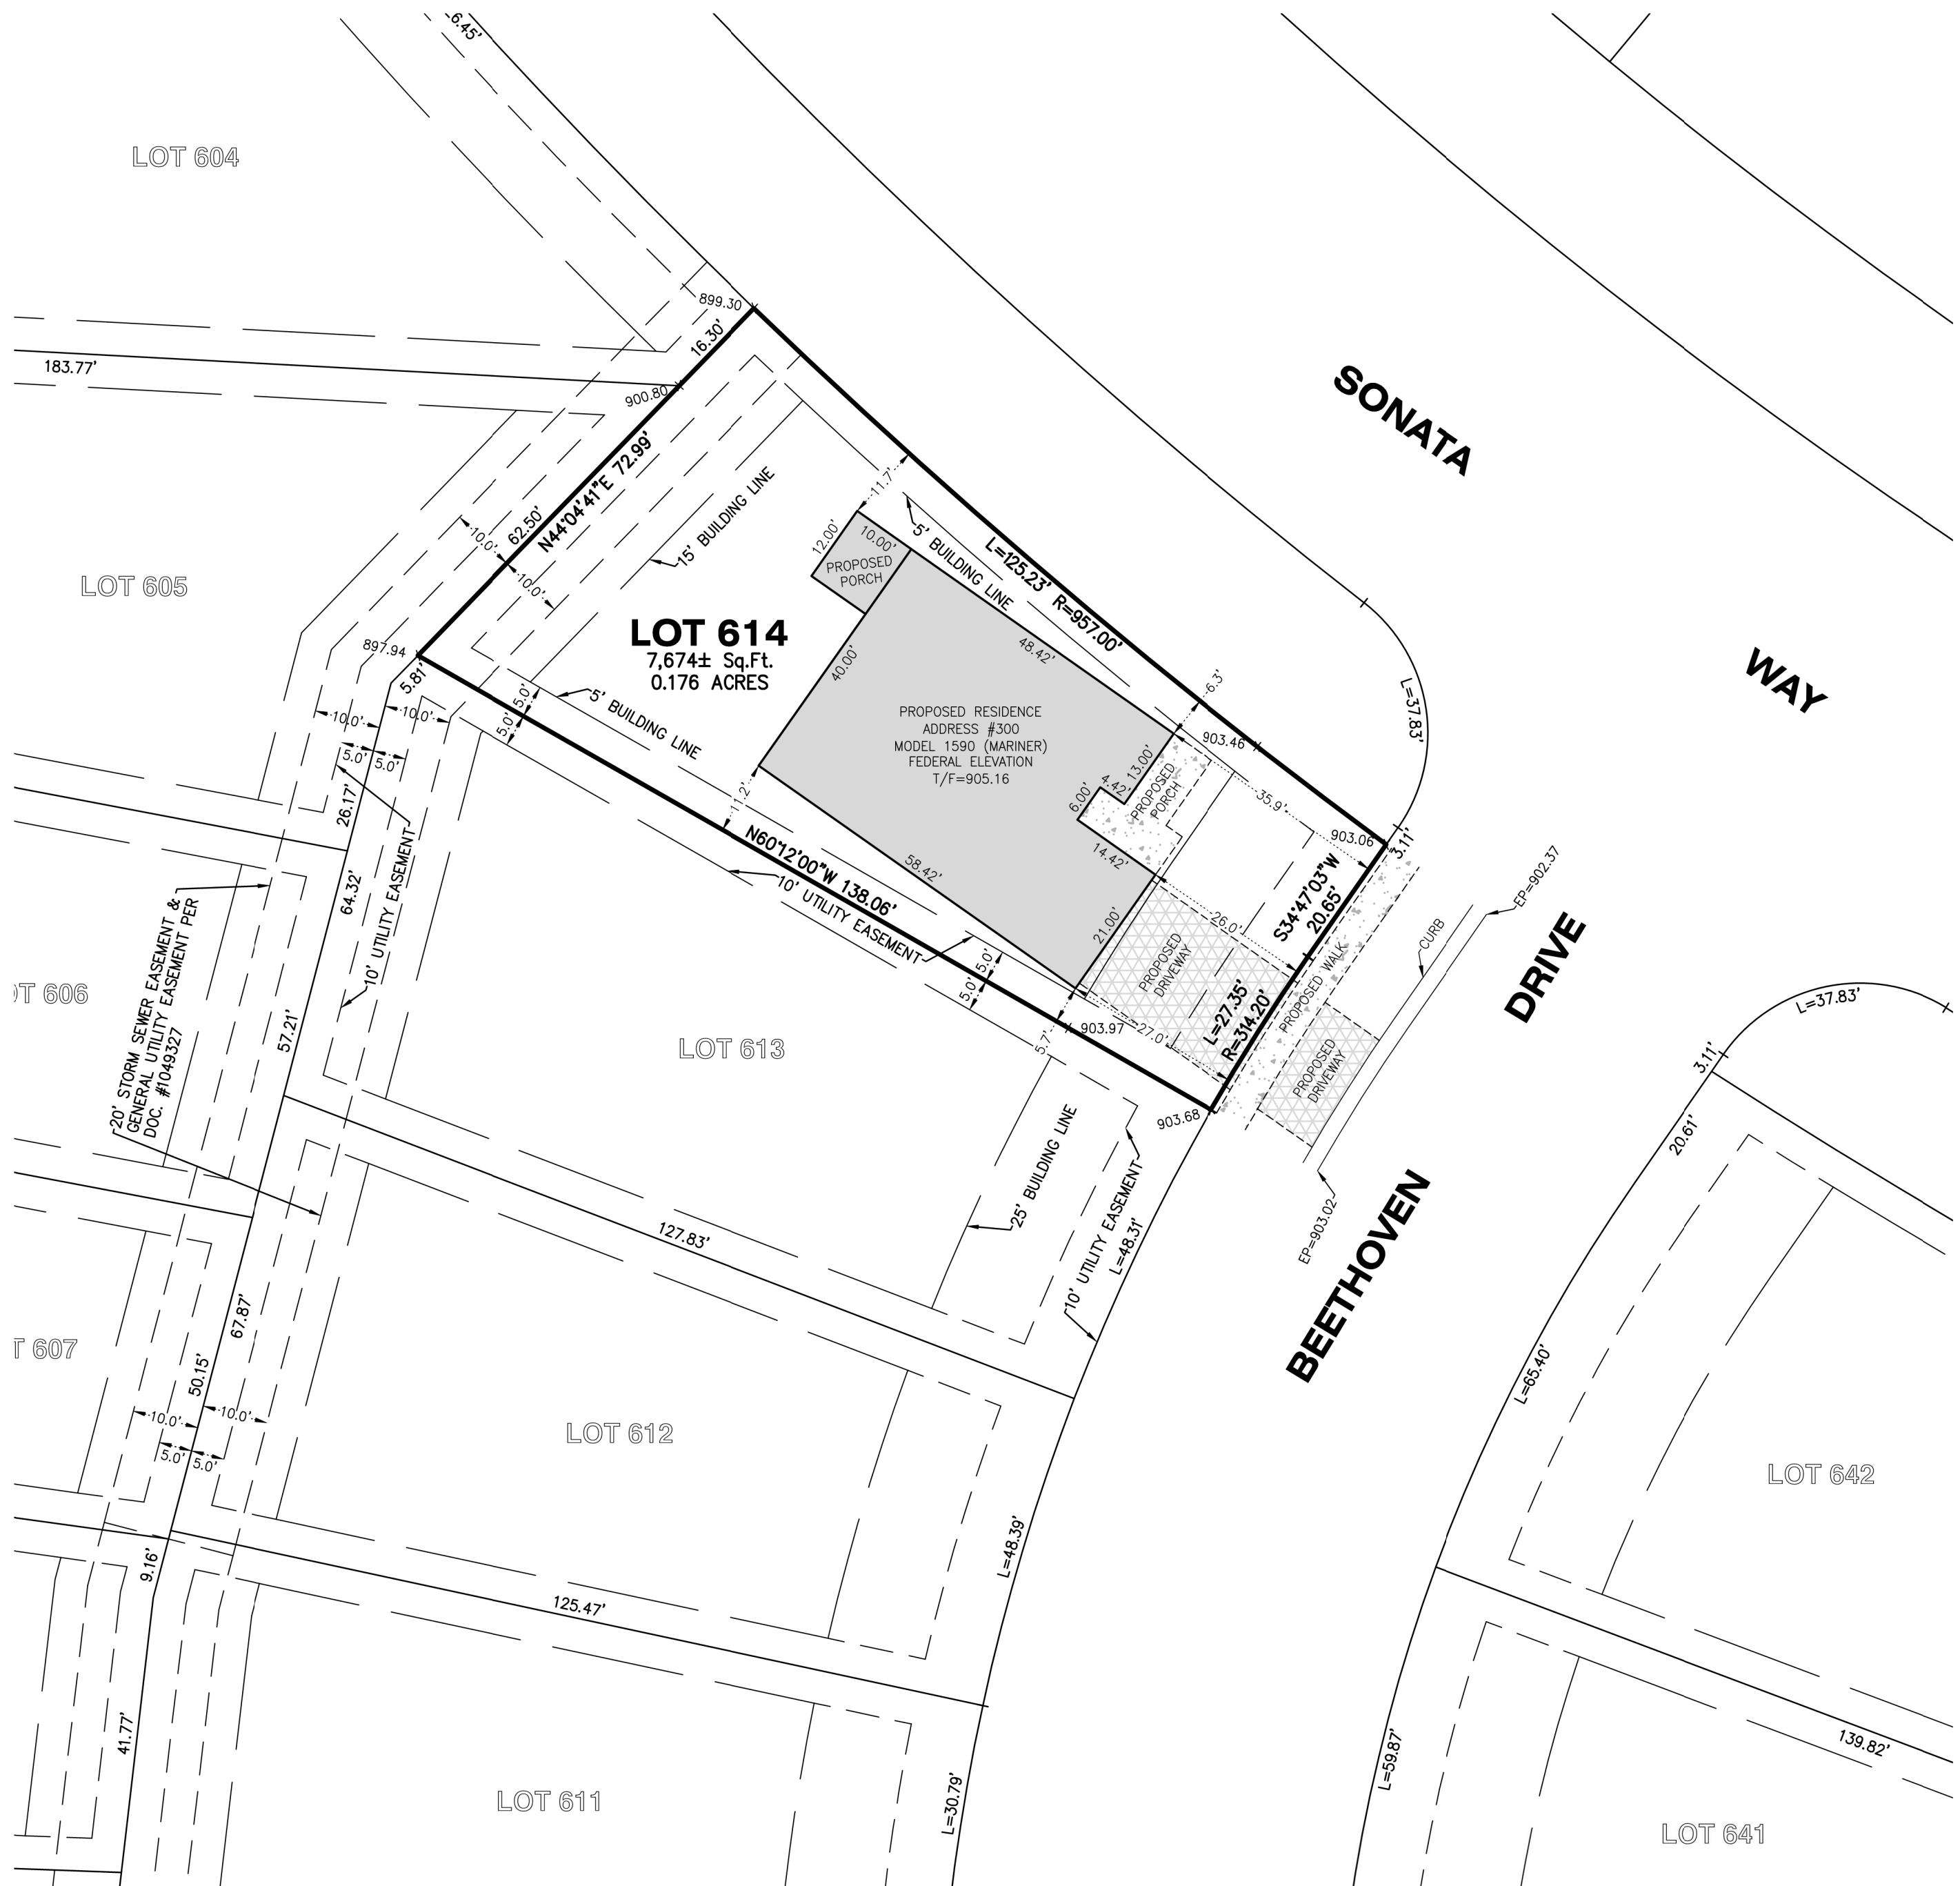 6.45'
LOT 604
899.30
16.30'
183.77'
900.80
SONATA
WAY
N44°04'41"E 72.99'
62.50'
10.0'
10.0'
15' BUILDING LINE
11.7'
12.00'
10.00'
PROPOSED
PORCH
5' BUILDING LINE
L=125.23' R=957.00'
LOT 605
LOT 614
7,674± Sq.Ft.
0.176 ACRES
897.94
5.81'
40.00'
48.42'
6.3'
L=37.83'
5.0'
5.0'
5' BUILDING LINE
PROPOSED RESIDENCE
ADDRESS #300
MODEL 1590 (MARINER)
FEDERAL ELEVATION
T/F=905.16
903.46
13.00'
4.42'
6.00'
PROPOSED
PORCH
35.9'
903.06
3.11'
10.0'
10.0'
5.0'
5.0'
26.17'
11.2'
N60°12'00"W 138.06'
58.42'
14.42'
10' UTILITY EASEMENT
10' UTILITY EASEMENT
64.32'
21.00'
26.0'
S34°47'03"W
20.65'
EP=902.37
CURB
DRIVE
20' STORM SEWER EASEMENT &
GENERAL UTILITY EASEMENT PER
DOC. #1049327
PROPOSED
DRIVEWAY
PROPOSED WALK
5.0'
5.0'
L=27.35'
R=314.20'
27.0'
903.97
5.7'
OT 606
57.21'
LOT 613
PROPOSED
DRIVEWAY
L=37.83'
3.11'
903.68
20.61'
25' BUILDING LINE
10' UTILITY EASEMENT
L=48.31'
EP=903.02
BEETHOVEN
127.83'
T 607
67.87'
50.15'
10.0'
10.0'
5.0'
5.0'
LOT 612
L=65.40'
LOT 642
9.16'
L=48.39'
125.47'
41.77'
L=59.87'
139.82'
LOT 611
L=30.79'
LOT 641